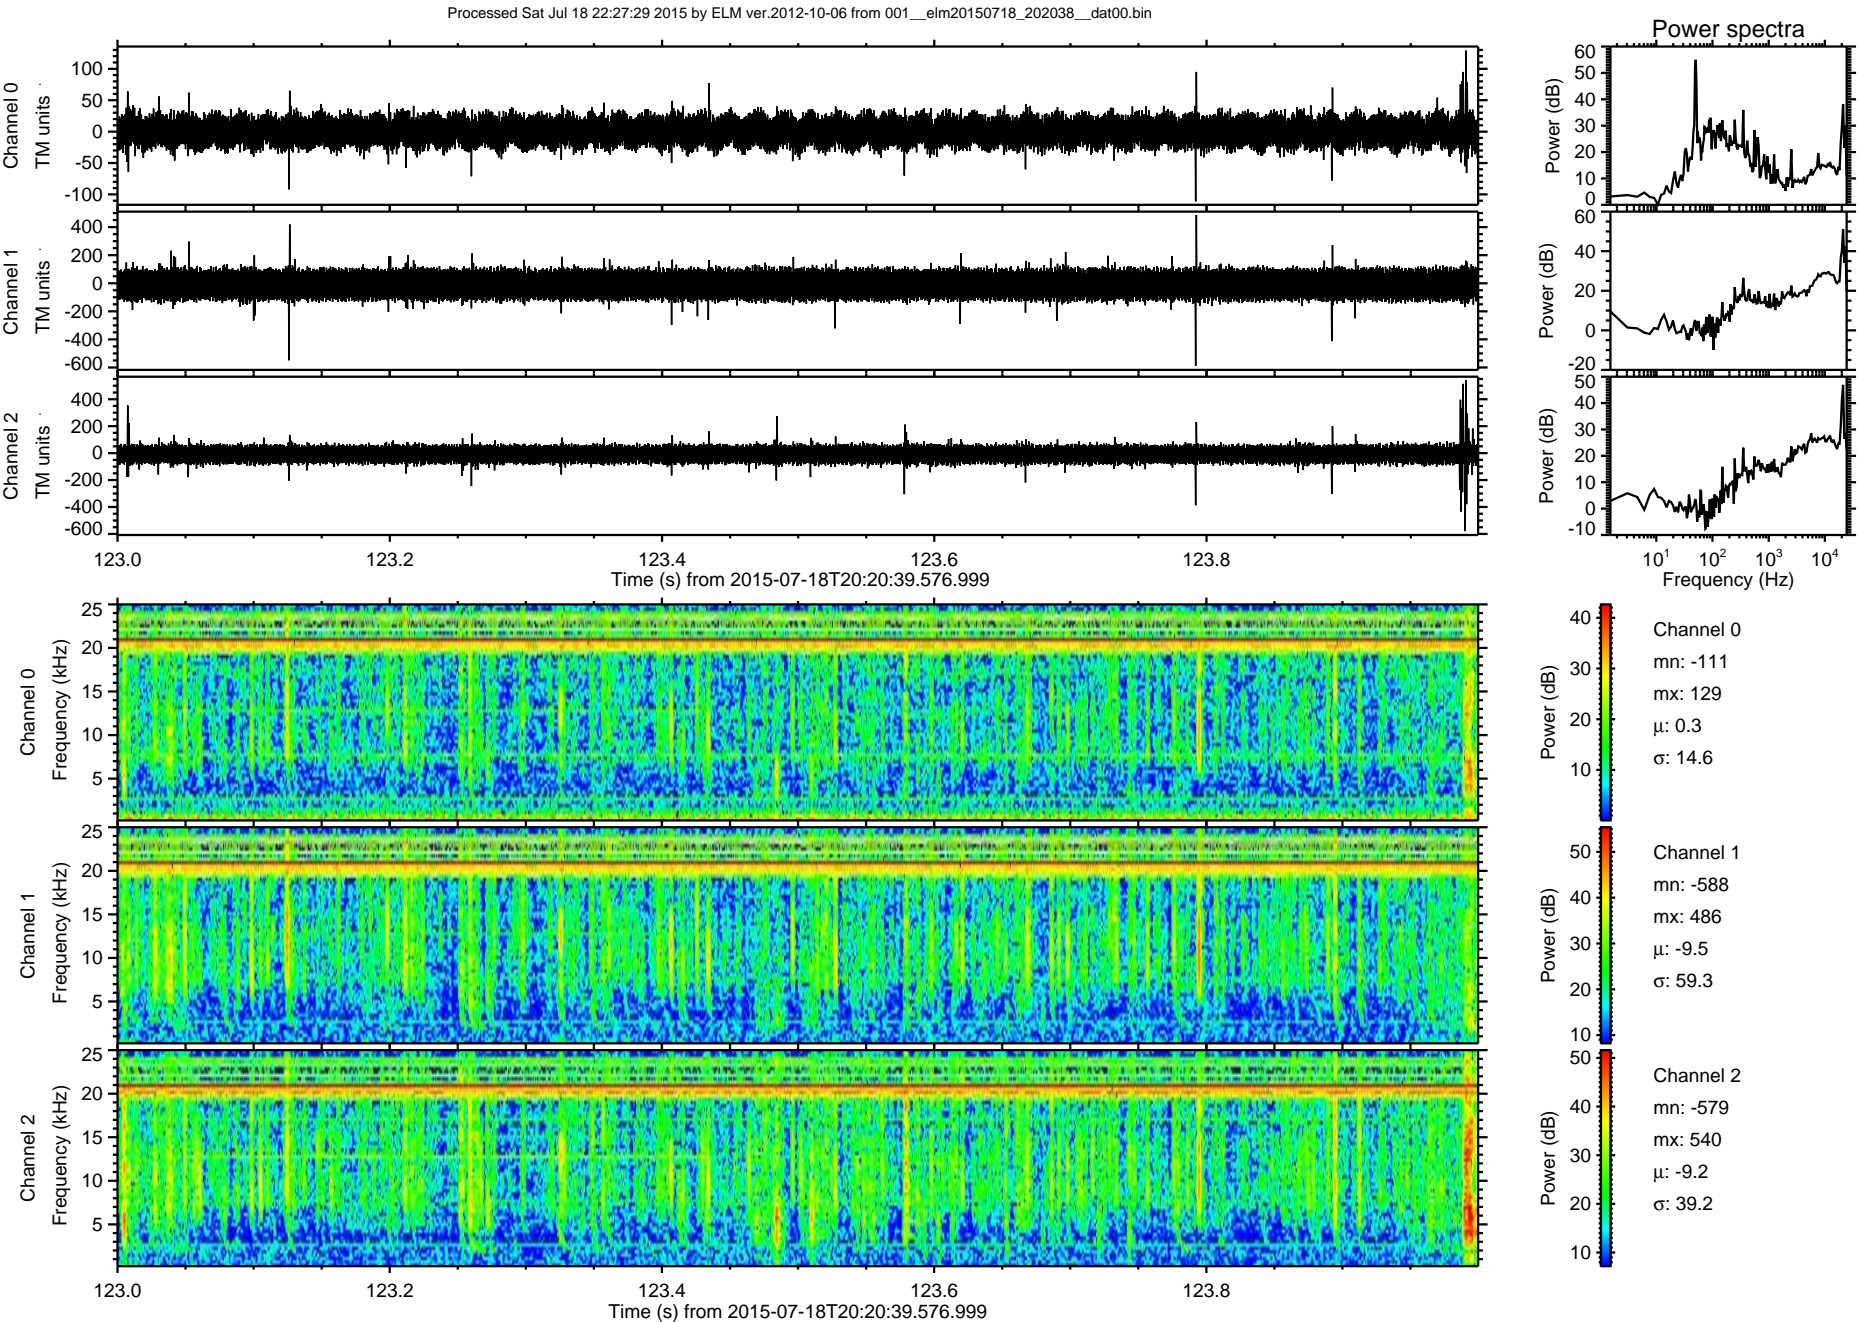 Processed Sat Jul 18 22:27:29 2015 by ELM ver.2012-10-06 from 001__elm20150718_202038__dat00.bin
Power spectra
Channel 0
TM units
100
50
0
-50
-100
Power (dB)
60
50
40
30
20
10
0
Channel 1
TM units
400
200
0
-200
-400
-600
Power (dB)
60
40
20
0
-20
Channel 2
TM units
400
200
0
-200
-400
-600
Power (dB)
50
40
30
20
10
0
-10
123.0 123.2 123.4 123.6 123.8
Time (s) from 2015-07-18T20:20:39.576.999
10¹ 10² 10³ 10⁴
Frequency (Hz)
Channel 0
Frequency (kHz)
25
20
15
10
5
Power (dB)
40
30
20
10
Channel 0
mn: -111
mx: 129
μ: 0.3
σ: 14.6
Channel 1
Frequency (kHz)
25
20
15
10
5
Power (dB)
50
40
30
20
10
Channel 1
mn: -588
mx: 486
μ: -9.5
σ: 59.3
Channel 2
Frequency (kHz)
25
20
15
10
5
Power (dB)
50
40
30
20
10
Channel 2
mn: -579
mx: 540
μ: -9.2
σ: 39.2
123.0 123.2 123.4 123.6 123.8
Time (s) from 2015-07-18T20:20:39.576.999